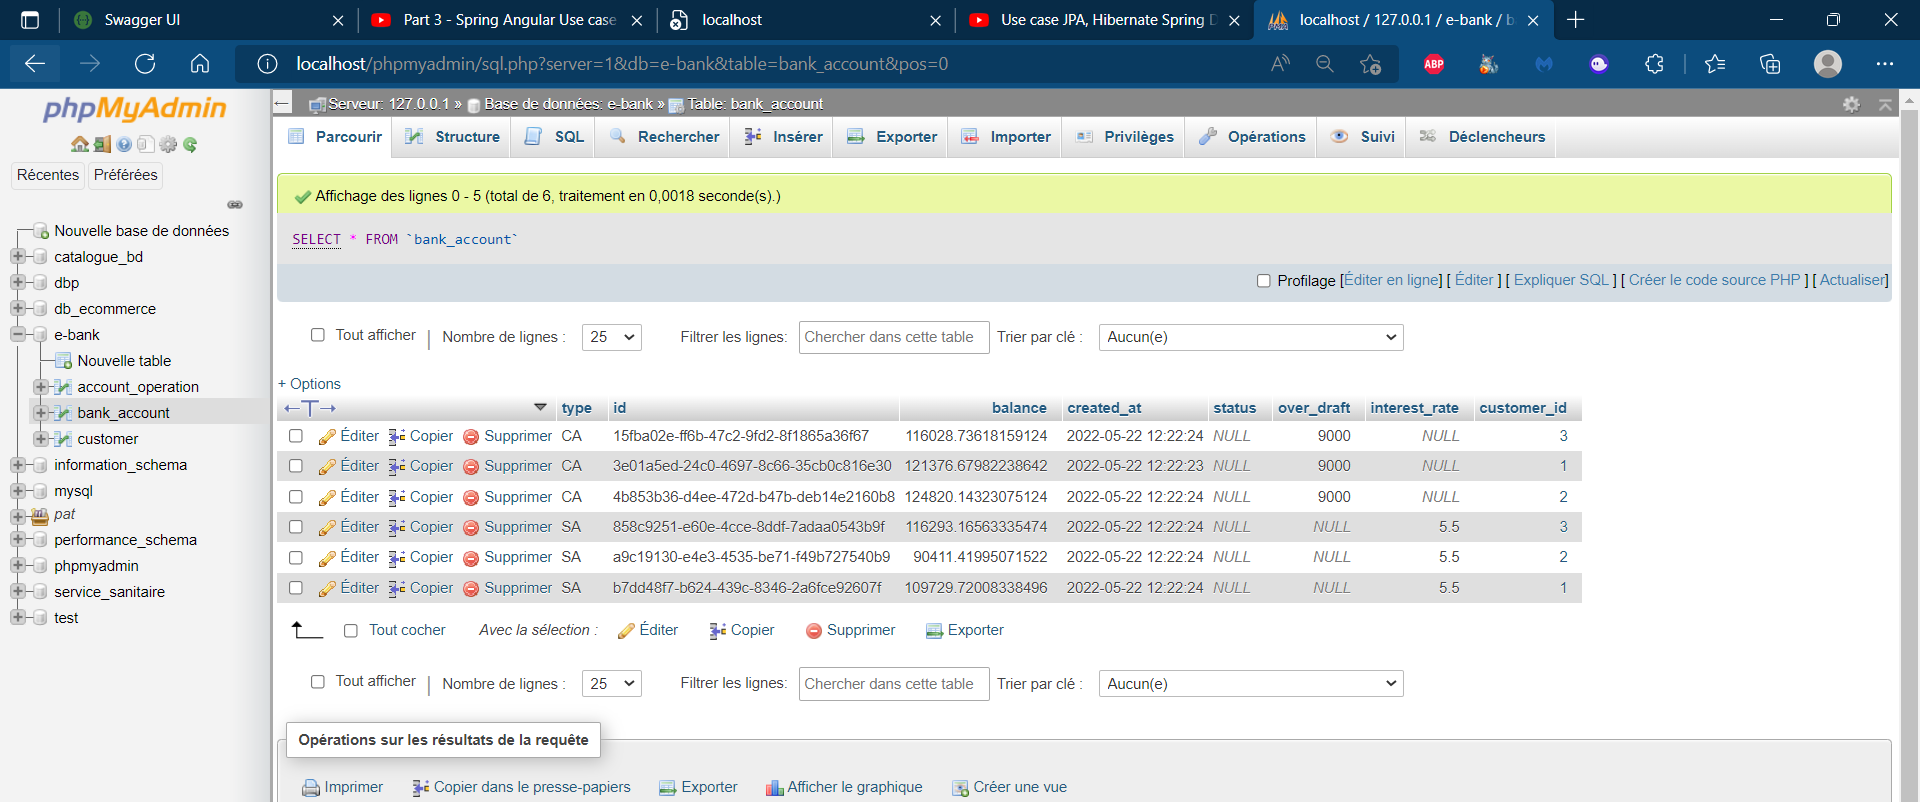 Swagger UI
Part 3 - Spring Angular Use case
localhost
Use case JPA, Hibernate Spring D
localhost / 127.0.0.1 / e-bank / b
localhost/phpmyadmin/sql.php?server=1&db=e-bank&table=bank_account&pos=0
ABP
phpMyAdmin
Récentes Préférées
Nouvelle base de données
catalogue_bd
dbp
db_ecommerce
e-bank
Nouvelle table
account_operation
bank_account
customer
information_schema
mysql
pat
performance_schema
phpmyadmin
service_sanitaire
test
Serveur: 127.0.0.1 » Base de données: e-bank » Table: bank_account
Parcourir Structure SQL Rechercher Insérer Exporter Importer Privilèges Opérations Suivi Déclencheurs
Affichage des lignes 0 - 5 (total de 6, traitement en 0,0018 seconde(s).)
SELECT * FROM `bank_account`
Profilage [Éditer en ligne] [ Éditer ] [ Expliquer SQL ] [ Créer le code source PHP ] [ Actualiser]
Tout afficher | Nombre de lignes : 25 Filtrer les lignes: Chercher dans cette table Trier par clé : Aucun(e)
+ Options
←T→ type id balance created_at status over_draft interest_rate customer_id
Éditer Copier Supprimer CA 15fba02e-ff6b-47c2-9fd2-8f1865a36f67 116028.73618159124 2022-05-22 12:22:24 NULL 9000 NULL 3
Éditer Copier Supprimer CA 3e01a5ed-24c0-4697-8c66-35cb0c816e30 121376.67982238642 2022-05-22 12:22:23 NULL 9000 NULL 1
Éditer Copier Supprimer CA 4b853b36-d4ee-472d-b47b-deb14e2160b8 124820.14323075124 2022-05-22 12:22:24 NULL 9000 NULL 2
Éditer Copier Supprimer SA 858c9251-e60e-4cce-8ddf-7adaa0543b9f 116293.16563335474 2022-05-22 12:22:24 NULL NULL 5.5 3
Éditer Copier Supprimer SA a9c19130-e4e3-4535-be71-f49b727540b9 90411.41995071522 2022-05-22 12:22:24 NULL NULL 5.5 2
Éditer Copier Supprimer SA b7dd48f7-b624-439c-8346-2a6fce92607f 109729.72008338496 2022-05-22 12:22:24 NULL NULL 5.5 1
Tout cocher Avec la sélection : Éditer Copier Supprimer Exporter
Tout afficher | Nombre de lignes : 25 Filtrer les lignes: Chercher dans cette table Trier par clé : Aucun(e)
Opérations sur les résultats de la requête
Imprimer Copier dans le presse-papiers Exporter Afficher le graphique Créer une vue